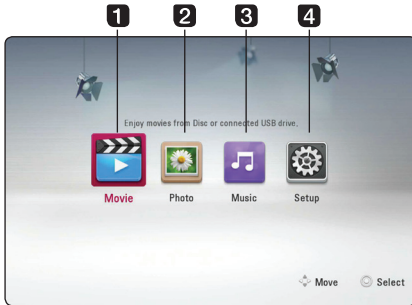 1 2 3 4
Enjoy movies from Disc or connected USB drive.
Movie Photo Music Setup
Move Select